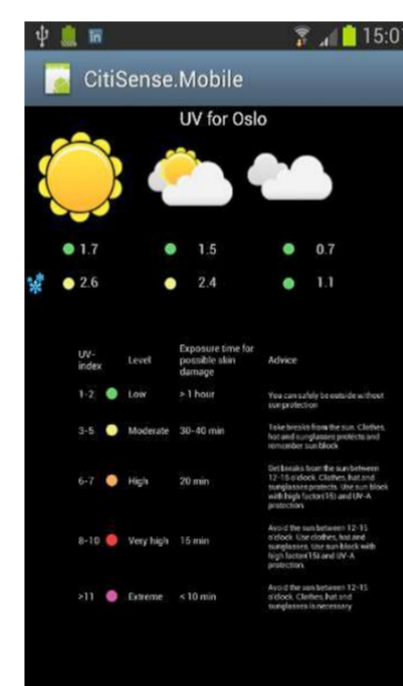 in 15:0
CitiSense.Mobile
UV for Oslo
1.7 1.5 0.7
2.6 2.4 1.1
UV-
index
Level
Exposure time for
possible skin
damage
Advice
1-2 Low > 1 hour
You can safely be outside without
sun protection
3-5 Moderate 30-40 min
Take breaks from the sun. Clothes,
hat and sunglasses protects and
remember sun block
6-7 High 20 min
Get breaks from the sun between
12-15 o'clock. Clothes, hat and
sunglasses protects. Use sun block
with high factor(15) and UV-A
protection
8-10 Very high 15 min
Avoid the sun between 12-15
o'clock. Use clothes, hat and
sunglasses. Use sun block with
high factor(15) and UV-A
protection.
>11 Extreme < 10 min
Avoid the sun between 12-15
o'clock. Clothes, hat and
sunglasses is necessary